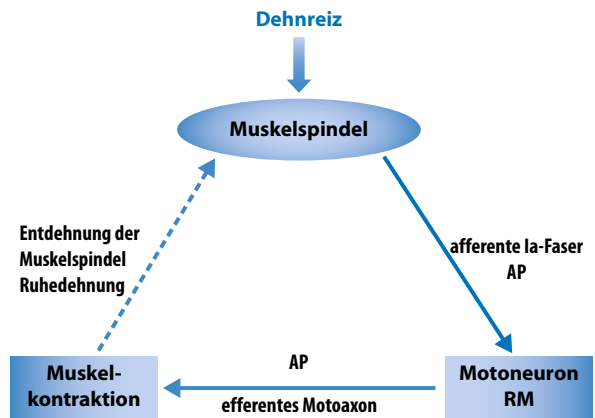 Dehnreiz
Muskelspindel
Entdehnung der
Muskelspindel
Ruhedehnung
afferente Ia-Faser
AP
Muskel-
kontraktion
AP
efferentes Motoaxon
Motoneuron
RM